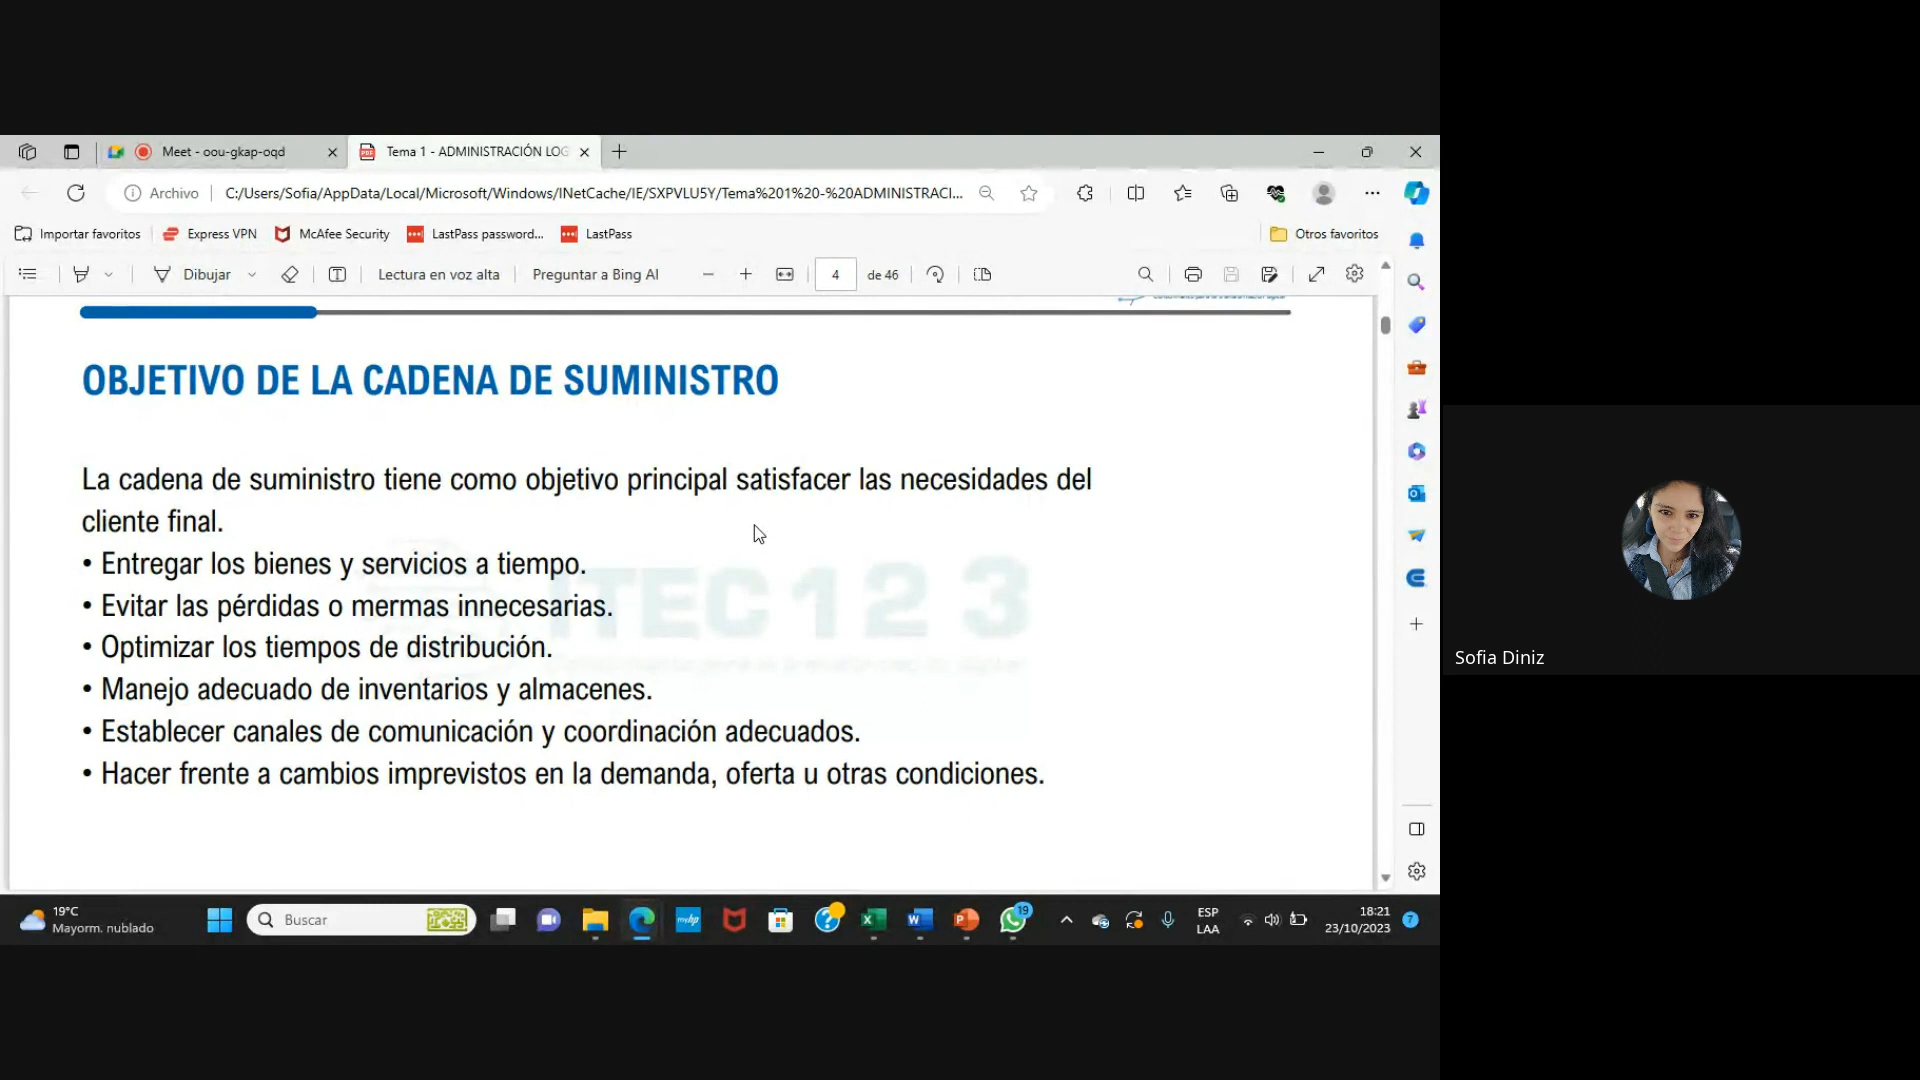 Meet - oou-gkap-oqd
Tema 1 - ADMINISTRACIÓN LOG
Archivo
C:/Users/Sofia/AppData/Local/Microsoft/Windows/INetCache/IE/SXPVLU5Y/Tema%201%20-%20ADMINISTRACI...
Importar favoritos
Express VPN
McAfee Security
LastPass password...
LastPass
Otros favoritos
Dibujar
Lectura en voz alta
Preguntar a Bing AI
4
de 46
OBJETIVO DE LA CADENA DE SUMINISTRO
La cadena de suministro tiene como objetivo principal satisfacer las necesidades del
cliente final.
• Entregar los bienes y servicios a tiempo.
• Evitar las pérdidas o mermas innecesarias.
• Optimizar los tiempos de distribución.
• Manejo adecuado de inventarios y almacenes.
• Establecer canales de comunicación y coordinación adecuados.
• Hacer frente a cambios imprevistos en la demanda, oferta u otras condiciones.
ITEC 1 2 3
Sofia Diniz
19°C
Mayorm. nublado
Buscar
myhp
19
ESP
LAA
18:21
23/10/2023
7